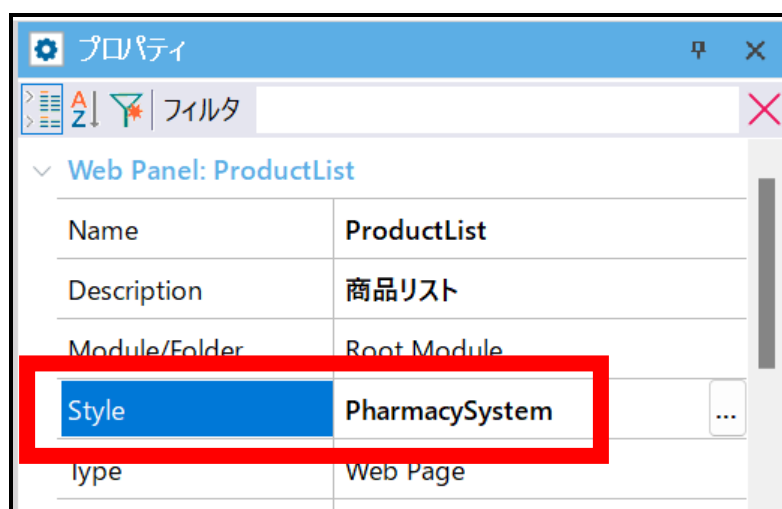 プロパティ
フィルタ
Web Panel: ProductList
Name ProductList
Description 商品リスト
Module/Folder Root Module
Style PharmacySystem ...
Type Web Page